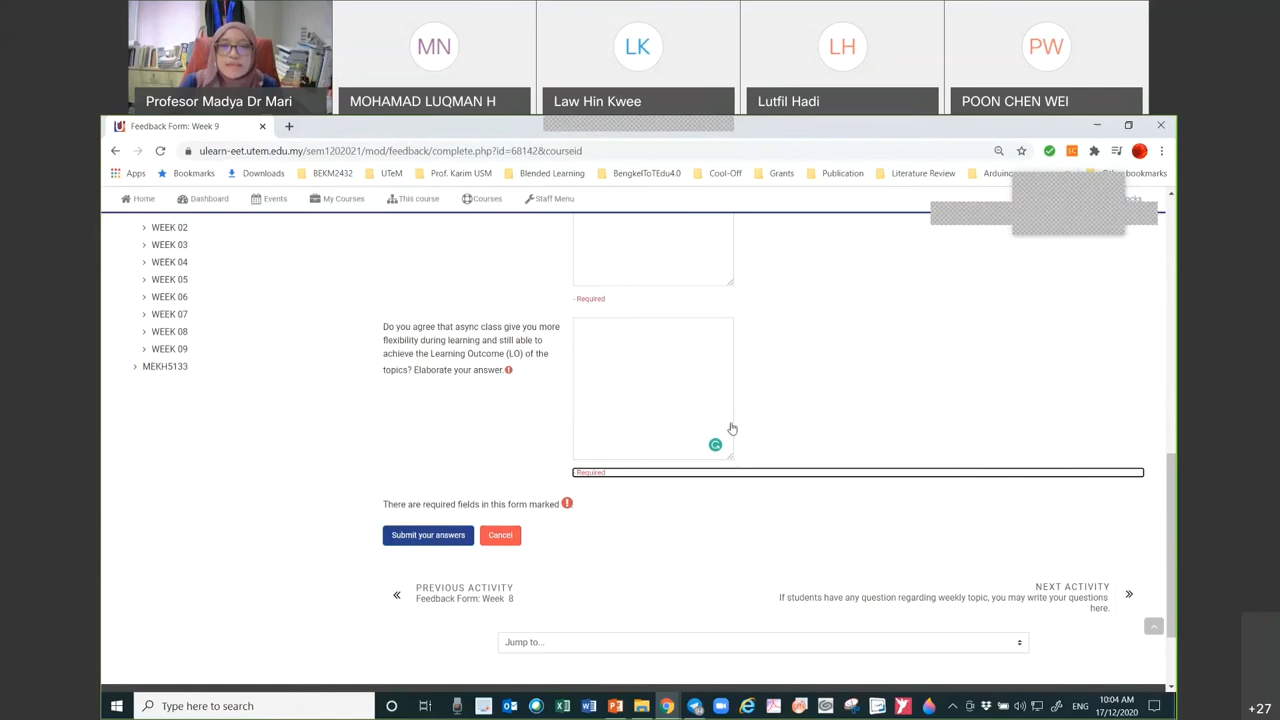 MN
LK
LH
PW
Profesor Madya Dr Mari
MOHAMAD LUQMAN H
Law Hin Kwee
Lutfil Hadi
POON CHEN WEI
Feedback Form: Week 9
ulearn-eet.utem.edu.my/sem1202021/mod/feedback/complete.php?id=68142&courseid
Apps
Bookmarks
Downloads
BEKM2432
UTeM
Prof. Karim USM
Blended Learning
BengkelToTEdu4.0
Cool-Off
Grants
Publication
Literature Review
Arduin
bookmarks
Home
Dashboard
Events
My Courses
This course
Courses
Staff Menu
WEEK 02
WEEK 03
WEEK 04
WEEK 05
WEEK 06
WEEK 07
WEEK 08
WEEK 09
MEKH5133
- Required
Do you agree that async class give you more
flexibility during learning and still able to
achieve the Learning Outcome (LO) of the
topics? Elaborate your answer.
- Required
There are required fields in this form marked
Submit your answers
Cancel
PREVIOUS ACTIVITY
Feedback Form: Week 8
NEXT ACTIVITY
If students have any question regarding weekly topic, you may write your questions
here.
Jump to...
Type here to search
ENG
10:04 AM
17/12/2020
+27